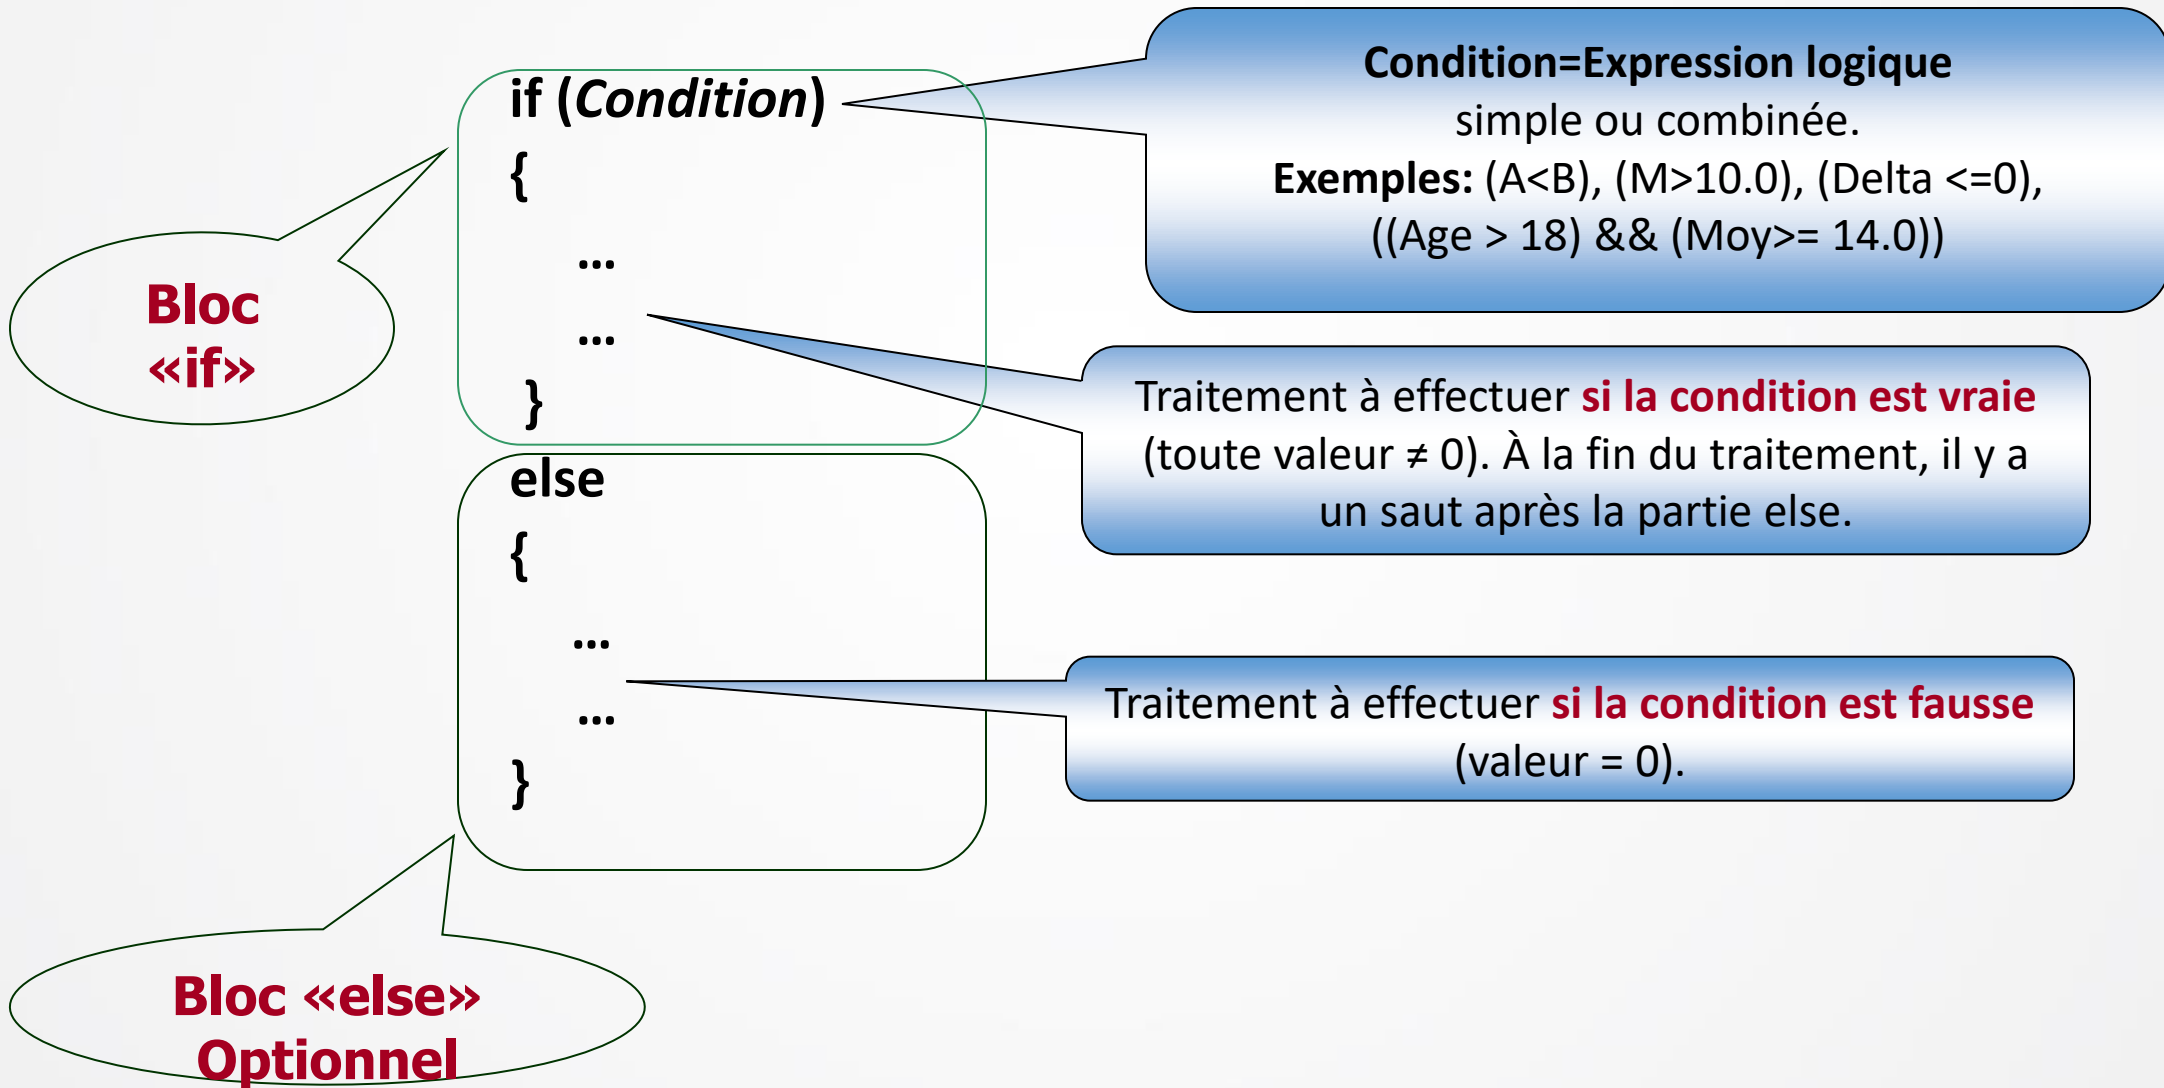 if (Condition)
{
...
...
}
else
{
...
...
}
Bloc
«if»
Bloc «else»
Optionnel
Condition=Expression logique
simple ou combinée.
Exemples: (A<B), (M>10.0), (Delta <=0),
((Age > 18) && (Moy>= 14.0))
Traitement à effectuer si la condition est vraie
(toute valeur ≠ 0). À la fin du traitement, il y a
un saut après la partie else.
Traitement à effectuer si la condition est fausse
(valeur = 0).